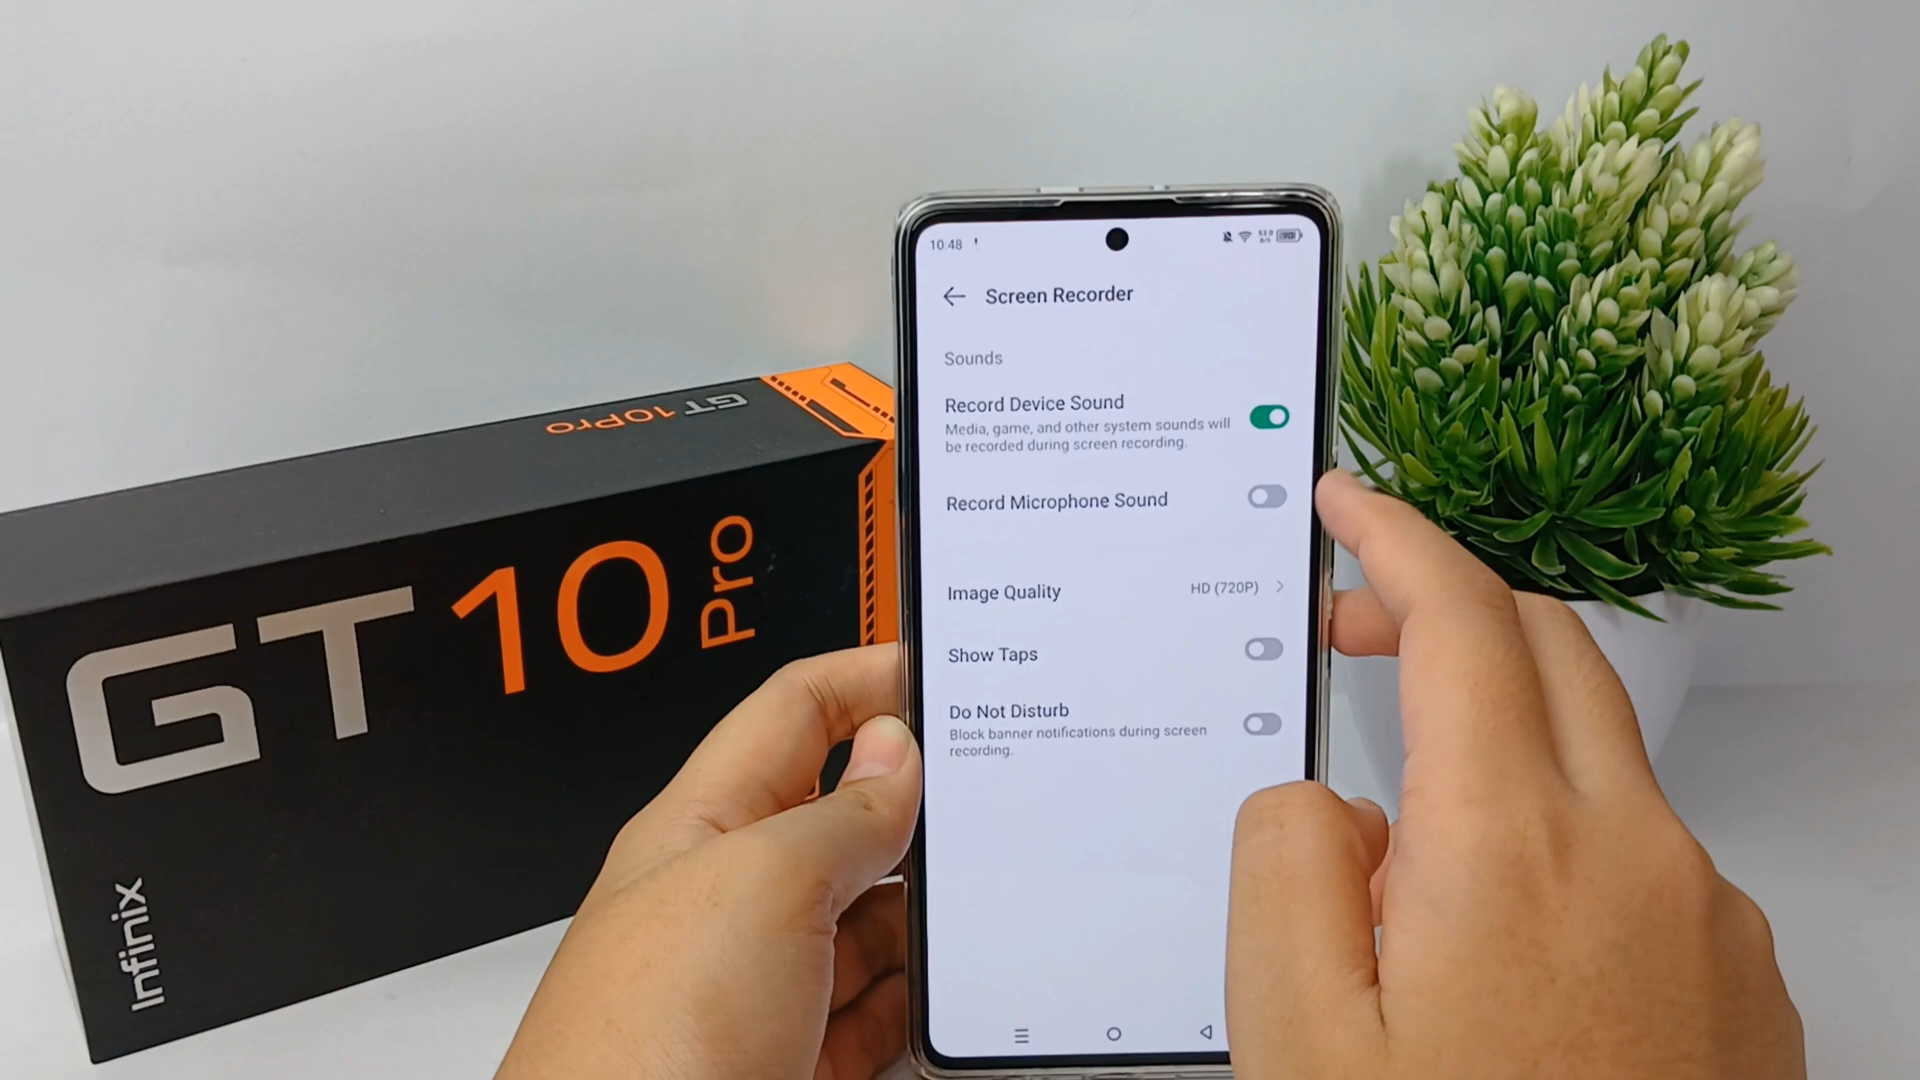 GT 10Pro
GT 10 Pro
Infinix
10:48
Screen Recorder
Sounds
Record Device Sound
Media, game, and other system sounds will
be recorded during screen recording.
Record Microphone Sound
Image Quality HD (720P)
Show Taps
Do Not Disturb
Block banner notifications during screen
recording.